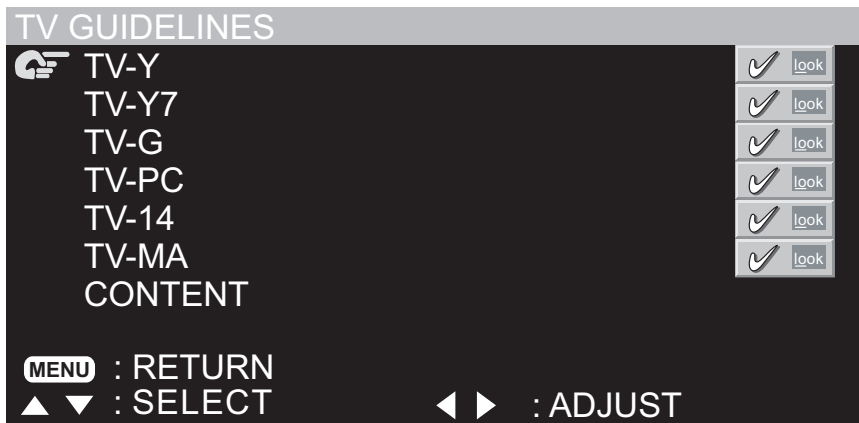 TV GUIDELINES
TV-Y look
TV-Y7 look
TV-G look
TV-PC look
TV-14 look
TV-MA look
CONTENT
MENU : RETURN
: SELECT : ADJUST